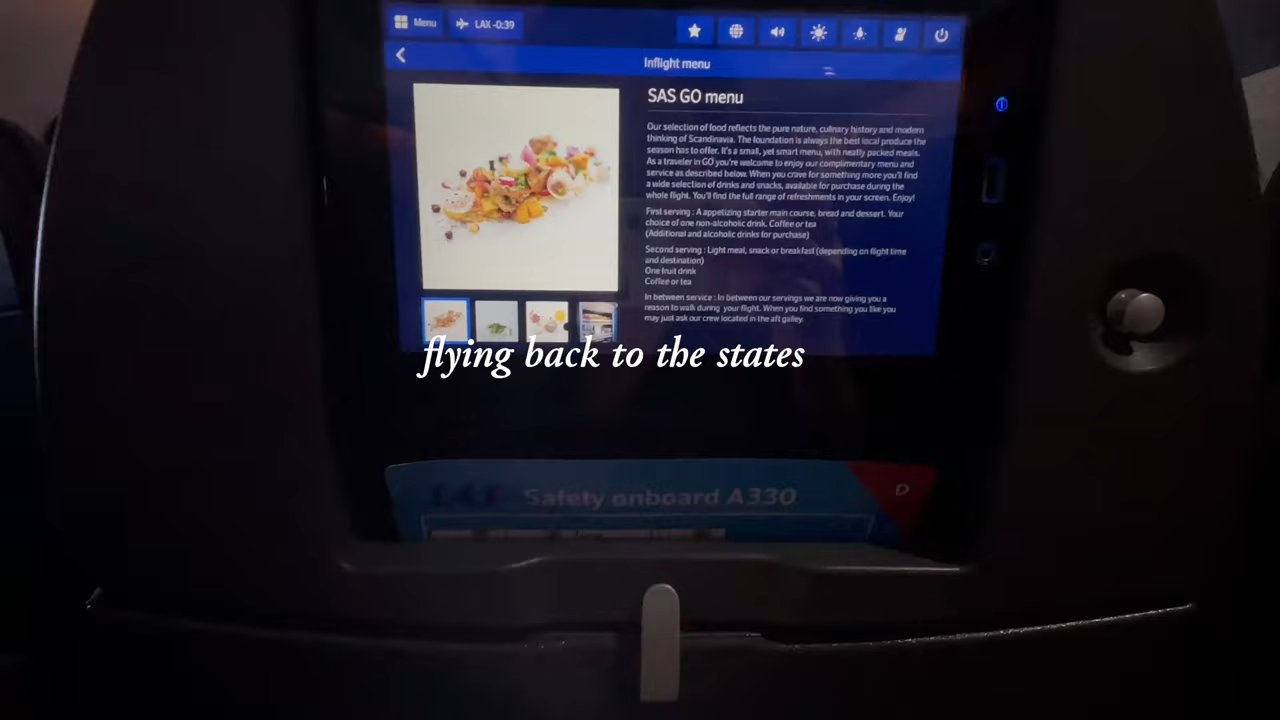 Menu
LAX -0:39
Inflight menu
SAS GO menu
Our selection of food reflects the pure nature, culinary history and modern
thinking of Scandinavia. The foundation is always the best local produce the
season has to offer. It's a small, yet smart menu, with neatly packed meals.
As a traveler in GO you're welcome to enjoy our complimentary menu and
service as described below. When you crave for something more you'll find
a wide selection of drinks and snacks, available for purchase during the
whole flight. You'll find the full range of refreshments in your screen. Enjoy!
First serving : A appetizing starter main course, bread and dessert. Your
choice of one non-alcoholic drink. Coffee or tea
(Additional and alcoholic drinks for purchase)
Second serving : Light meal, snack or breakfast (depending on flight time
and destination)
One fruit drink
Coffee or tea
In between service : In between our servings we are now giving you a
reason to walk during your flight. When you find something you like you
may just ask our crew located in the aft galley.
flying back to the states
Safety onboard A330
D